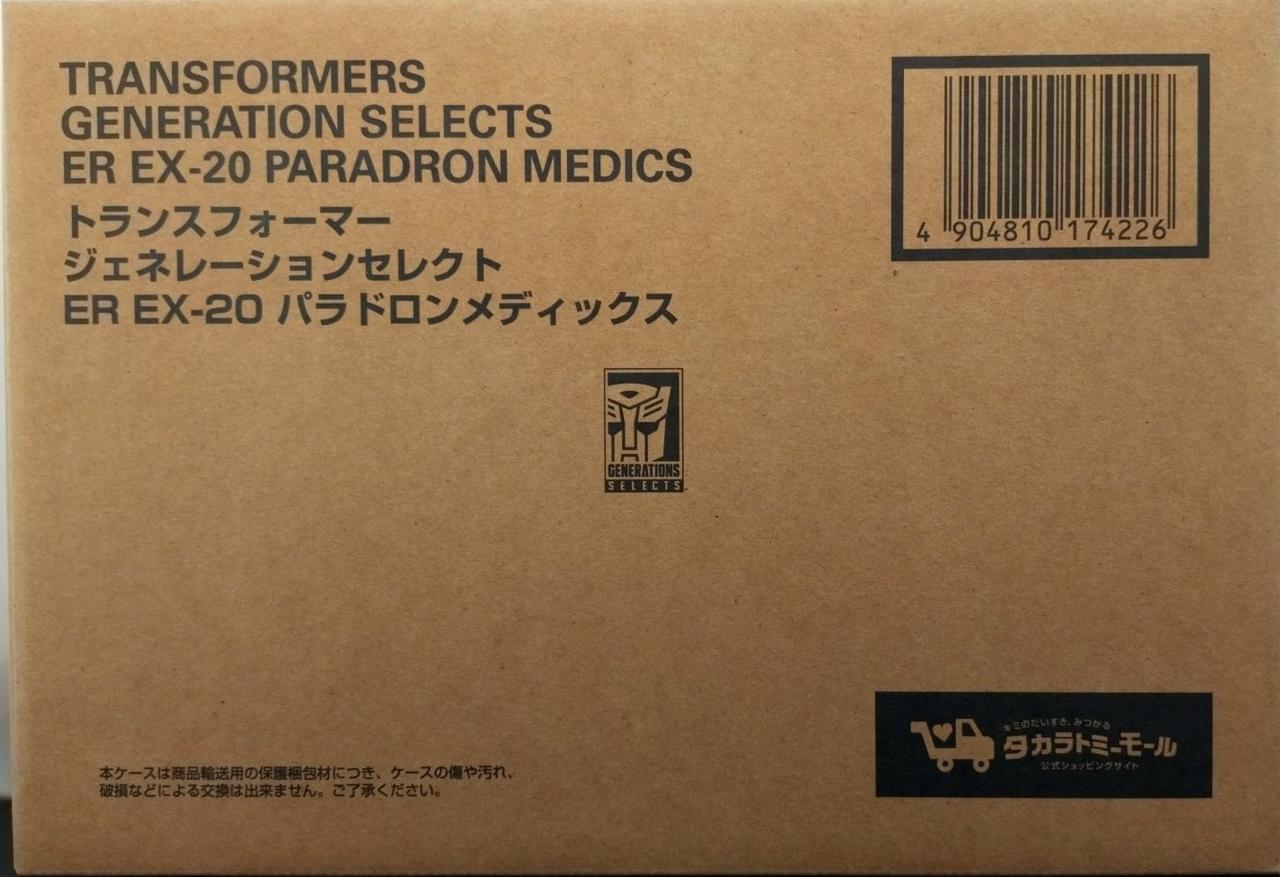 TRANSFORMERS
GENERATION SELECTS
ER EX-20 PARADRON MEDICS
トランスフォーマー
ジェネレーションセレクト
ER EX-20 パラドロンメディックス
4 904810 174226
GENERATIONS
SELECTS
キミのだいすき、みつかる
タカラトミーモール
公式ショッピングサイト
本ケースは商品輸送用の保護梱包材につき、ケースの傷や汚れ、
破損などによる交換は出来ません。ご了承ください。